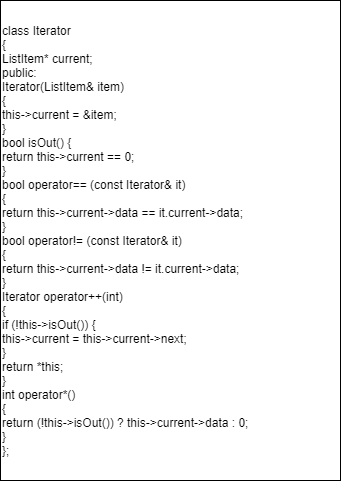 class Iterator
{
ListItem* current;
public:
Iterator(ListItem& item)
{
this->current = &item;
}
bool isOut() {
return this->current == 0;
}
bool operator== (const Iterator& it)
{
return this->current->data == it.current->data;
}
bool operator!= (const Iterator& it)
{
return this->current->data != it.current->data;
}
Iterator operator++(int)
{
if (!this->isOut()) {
this->current = this->current->next;
}
return *this;
}
int operator*()
{
return (!this->isOut()) ? this->current->data : 0;
}
};